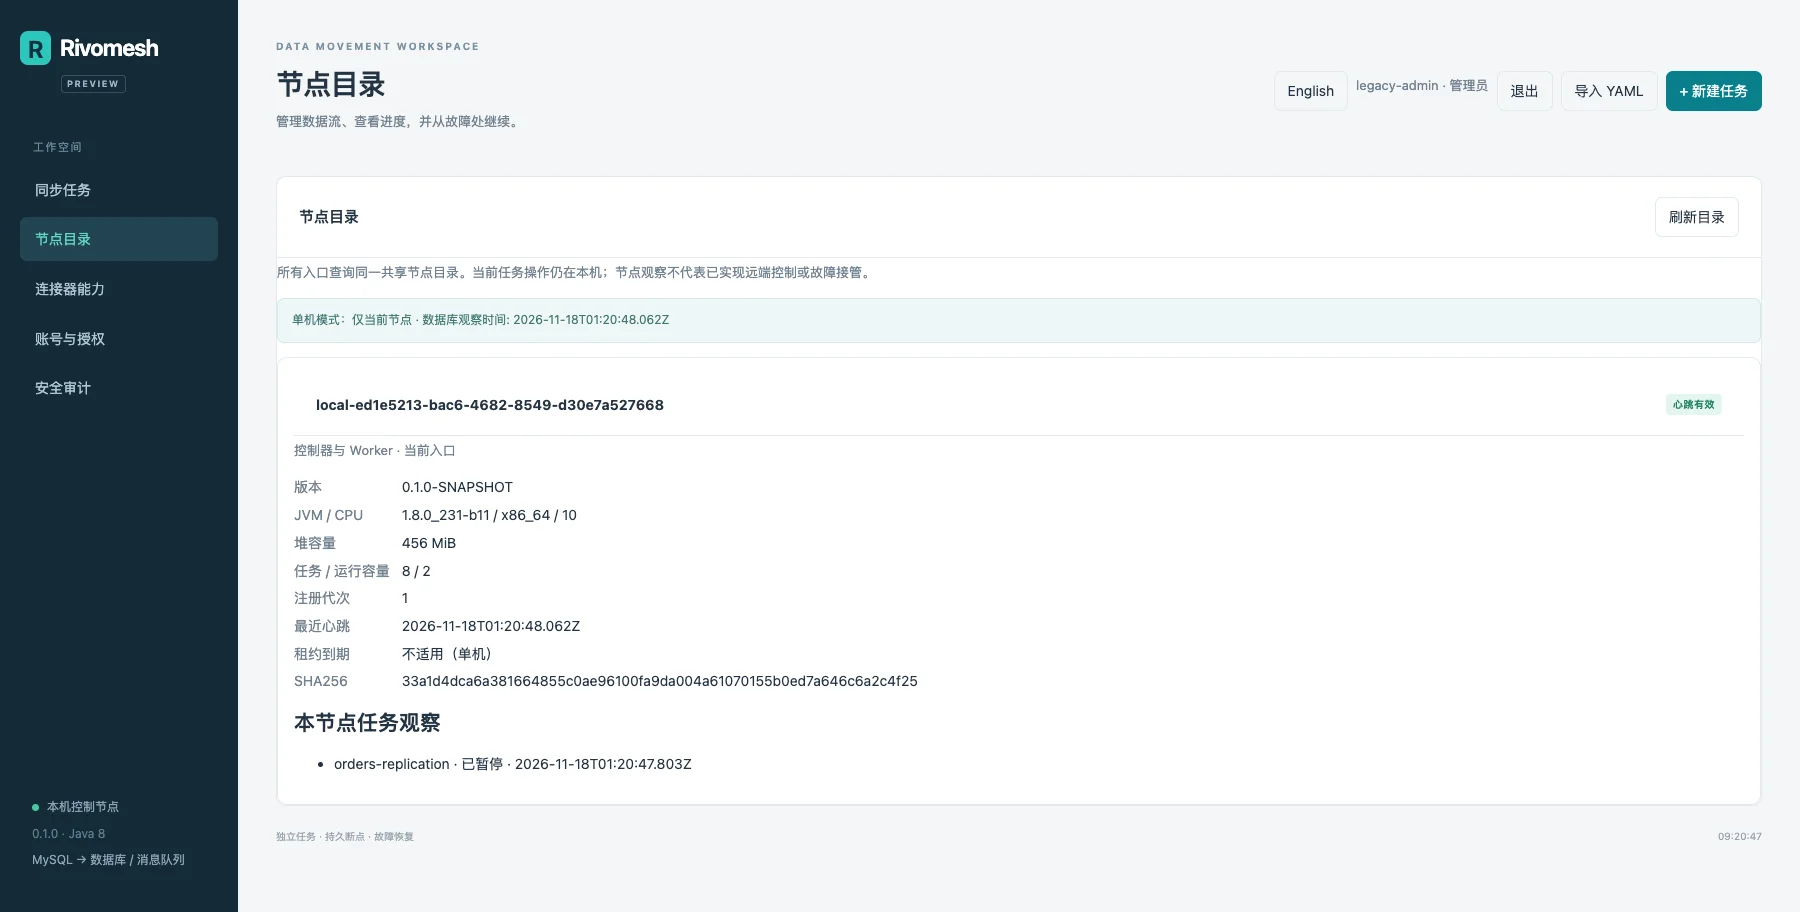 R Rivomesh
PREVIEW
工作空间
同步任务
节点目录
连接器能力
账号与授权
安全审计
本机控制节点
0.1.0 · Java 8
MySQL → 数据库 / 消息队列
DATA MOVEMENT WORKSPACE
节点目录
管理数据流、查看进度，并从故障处继续。
English legacy-admin · 管理员 退出 导入 YAML + 新建任务
节点目录 刷新目录
所有入口查询同一共享节点目录。当前任务操作仍在本机；节点观察不代表已实现远端控制或故障接管。
单机模式：仅当前节点 · 数据库观察时间: 2026-11-18T01:20:48.062Z
local-ed1e5213-bac6-4682-8549-d30e7a527668 心跳有效
控制器与 Worker · 当前入口
版本 0.1.0-SNAPSHOT
JVM / CPU 1.8.0_231-b11 / x86_64 / 10
堆容量 456 MiB
任务 / 运行容量 8 / 2
注册代次 1
最近心跳 2026-11-18T01:20:48.062Z
租约到期 不适用（单机）
SHA256 33a1d4dca6a381664855c0ae96100fa9da004a61070155b0ed7a646c6a2c4f25
本节点任务观察
• orders-replication · 已暂停 · 2026-11-18T01:20:47.803Z
独立任务 · 持久断点 · 故障恢复 09:20:47